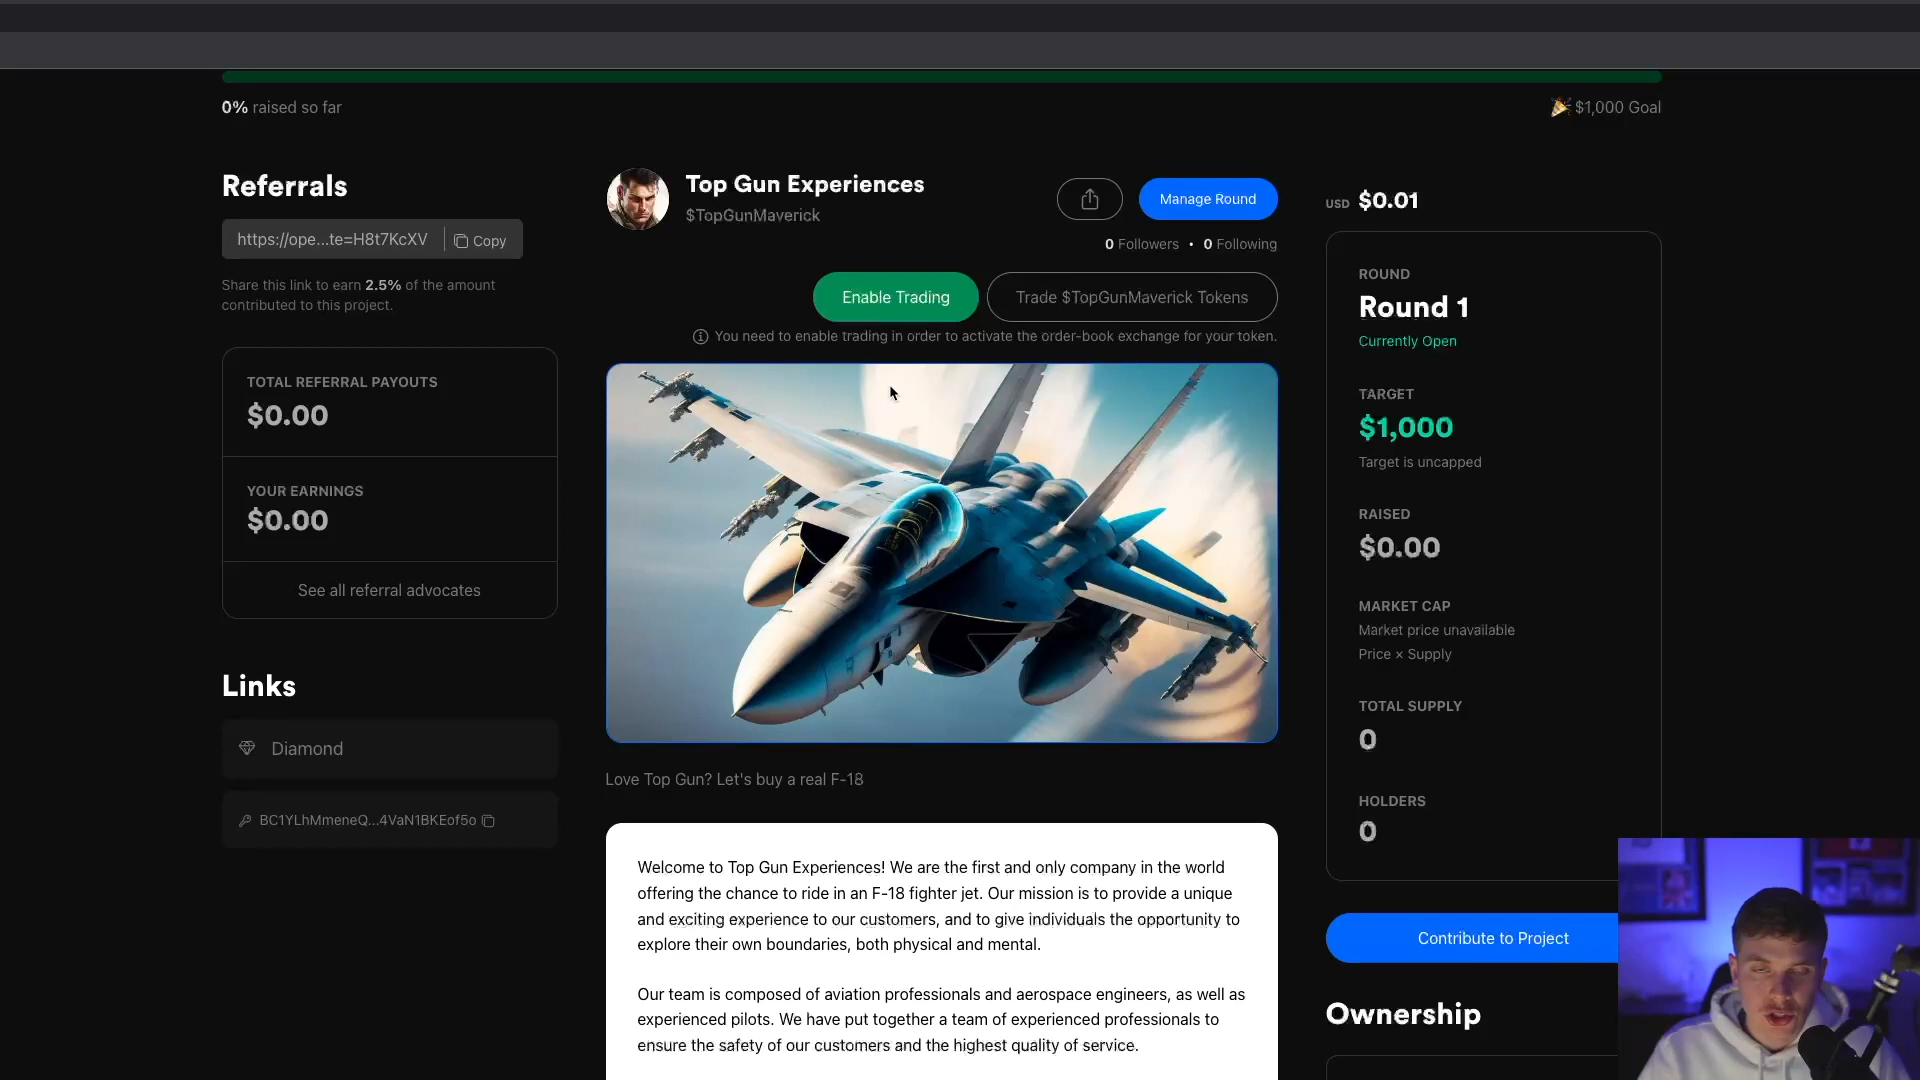 0% raised so far
$1,000 Goal
Referrals
https://ope...te=H8t7KcXV
Copy
Share this link to earn 2.5% of the amount
contributed to this project.
TOTAL REFERRAL PAYOUTS
$0.00
YOUR EARNINGS
$0.00
See all referral advocates
Links
Diamond
BC1YLhMmeneQ...4VaN1BKEof5o
Top Gun Experiences
$TopGunMaverick
Manage Round
0 Followers • 0 Following
Enable Trading
Trade $TopGunMaverick Tokens
You need to enable trading in order to activate the order-book exchange for your token.
Love Top Gun? Let's buy a real F-18
Welcome to Top Gun Experiences! We are the first and only company in the world
offering the chance to ride in an F-18 fighter jet. Our mission is to provide a unique
and exciting experience to our customers, and to give individuals the opportunity to
explore their own boundaries, both physical and mental.
Our team is composed of aviation professionals and aerospace engineers, as well as
experienced pilots. We have put together a team of experienced professionals to
ensure the safety of our customers and the highest quality of service.
USD $0.01
ROUND
Round 1
Currently Open
TARGET
$1,000
Target is uncapped
RAISED
$0.00
MARKET CAP
Market price unavailable
Price × Supply
TOTAL SUPPLY
0
HOLDERS
0
Contribute to Project
Ownership